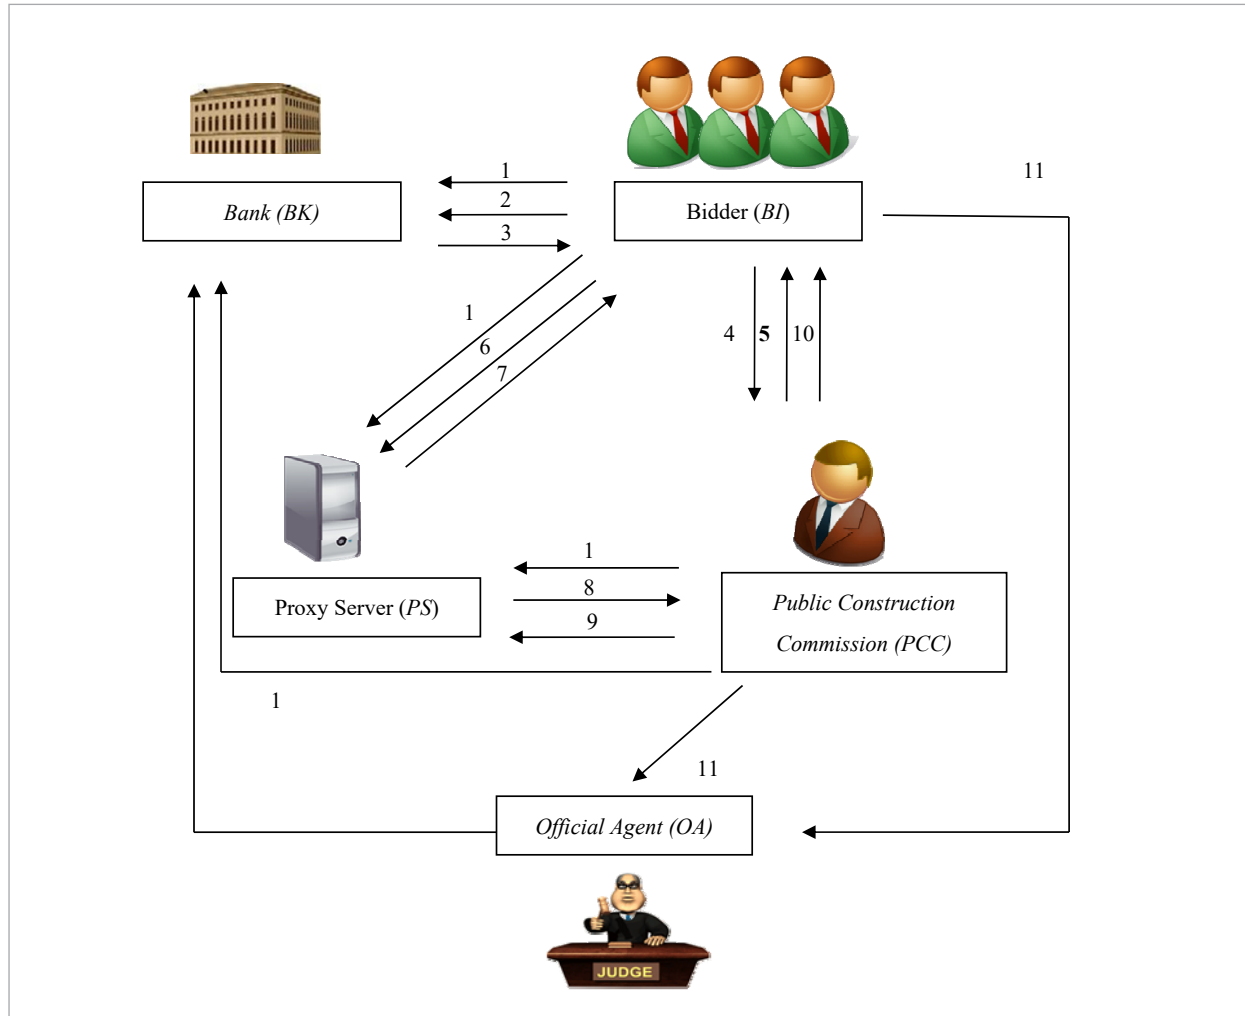 11
1
Bank (BK)
2
Bidder (BI)
3
1
6
7
4 5 10
1
8
9
Proxy Server (PS)
Public Construction
Commission (PCC)
1
11
Official Agent (OA)
JUDGE